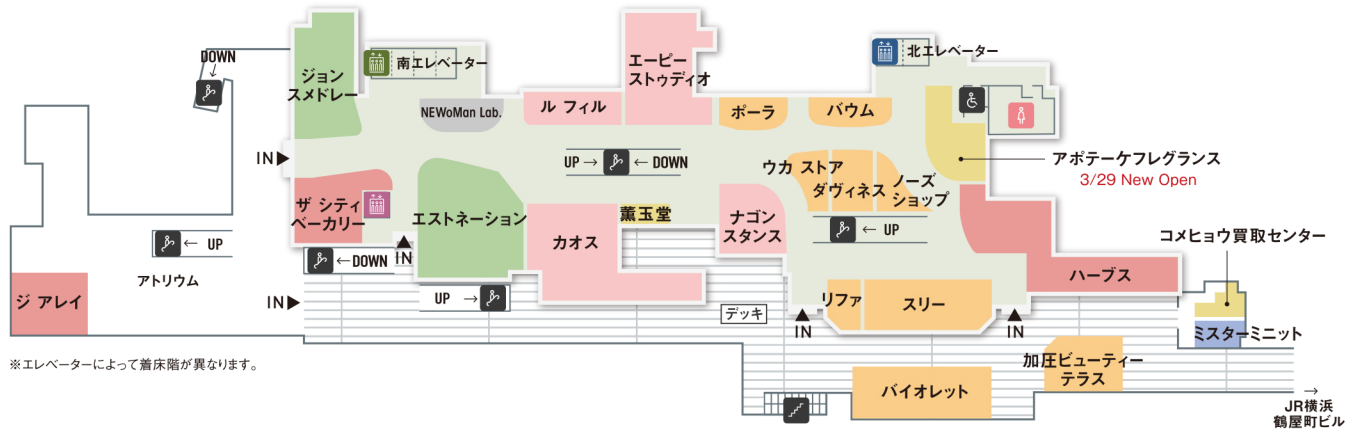 DOWN
ジョン
スメドレー
南エレベーター
エーピー
ストゥディオ
北エレベーター
NEWoMan Lab.
ル フィル
ポーラ
バウム
IN
UP
DOWN
ウカ ストア
ダヴィネス
ノーズ
ショップ
アポテーケフレグランス
3/29 New Open
ザ シティ
ベーカリー
エストネーション
カオス
薫玉堂
ナゴン
スタンス
UP
コメヒョウ買取センター
UP
アトリウム
DOWN
IN
ハーブス
ジ アレイ
IN
UP
デッキ
リファ
スリー
IN
IN
ミスターミニット
※エレベーターによって着床階が異なります。
バイオレット
加圧ビューティー
テラス
JR横浜
鶴屋町ビル